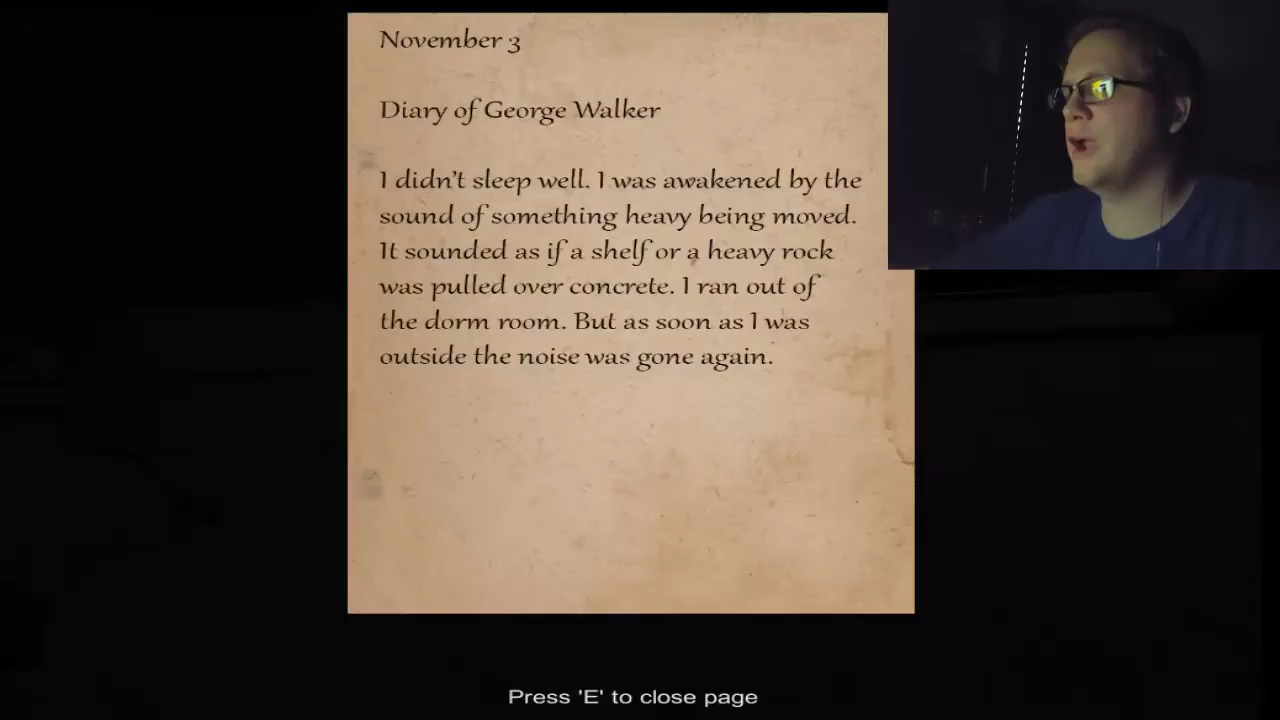 November 3
Diary of George Walker
I didn't sleep well. I was awakened by the
sound of something heavy being moved.
It sounded as if a shelf or a heavy rock
was pulled over concrete. I ran out of
the dorm room. But as soon as I was
outside the noise was gone again.
Press 'E' to close page